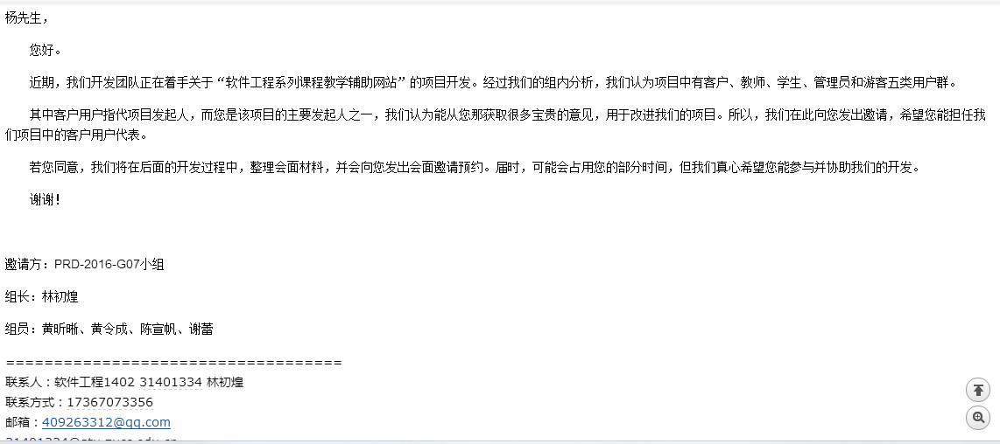 杨先生，
您好。
近期，我们开发团队正在着手关于“软件工程系列课程教学辅助网站”的项目开发。经过我们的组内分析，我们认为项目中有客户、教师、学生、管理员和游客五类用户群。
其中客户用户指代项目发起人，而您是该项目的主要发起人之一，我们认为能从您那获取很多宝贵的意见，用于改进我们的项目。所以，我们在此向您发出邀请，希望您能担任我
们项目中的客户用户代表。
若您同意，我们将在后面的开发过程中，整理会面材料，并会向您发出会面邀请预约。届时，可能会占用您的部分时间，但我们真心希望您能参与并协助我们的开发。
谢谢！
邀请方：PRD-2016-G07小组
组长：林初煌
组员：黄昕晰、黄令成、陈宣帆、谢蕾
===================================
联系人：软件工程1402 31401334 林初煌
联系方式：17367073356
邮箱：409263312@qq.com
31401334@stu.zucc.edu.cn